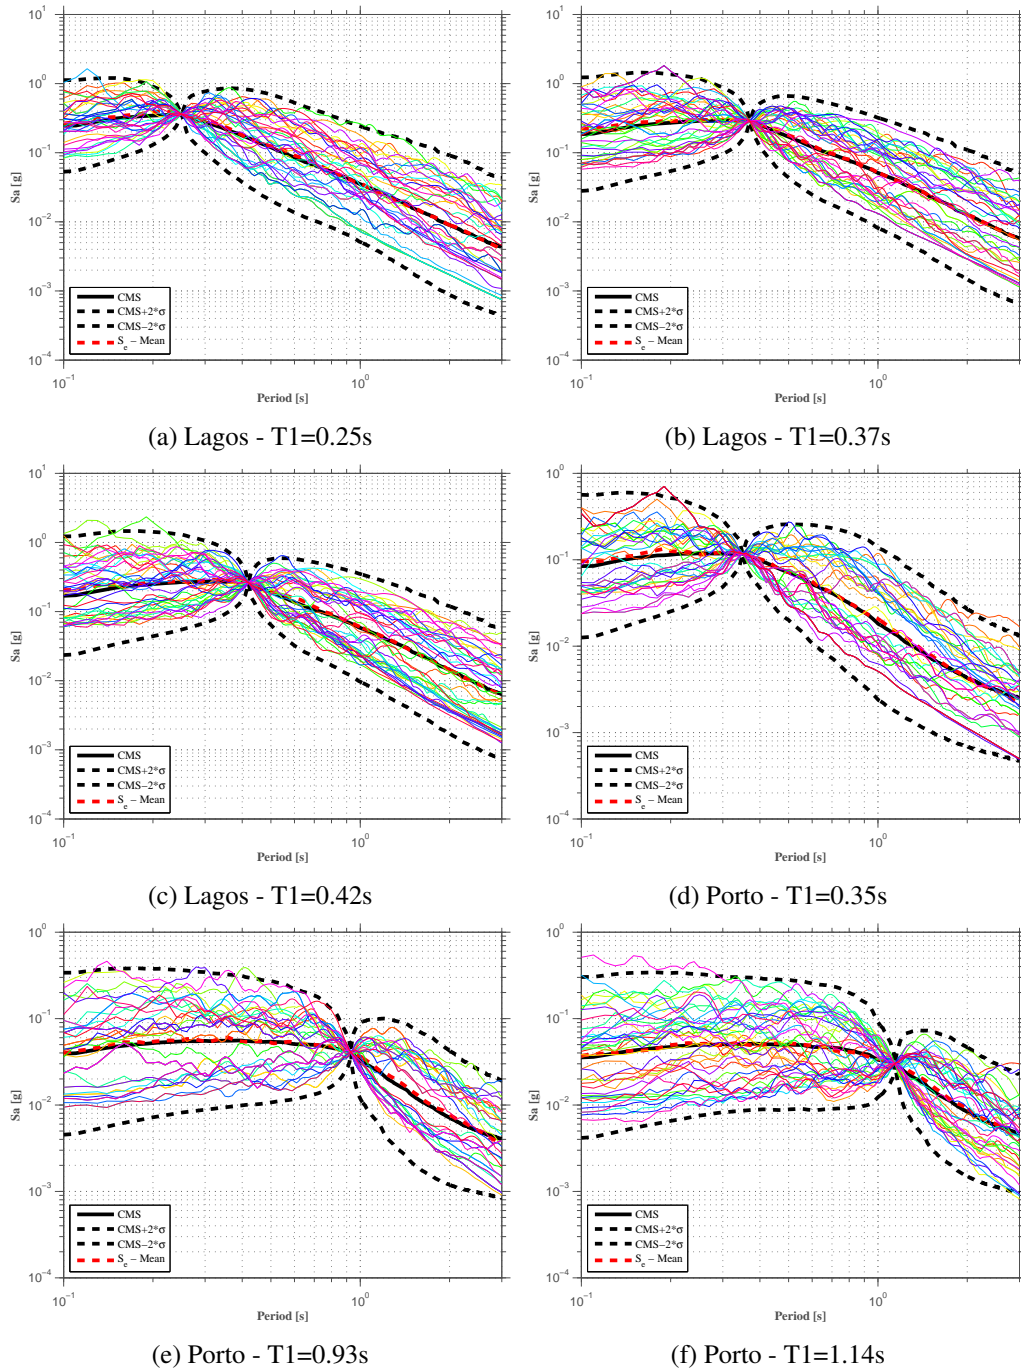 10^1
10^0
10^−1
10^−2
10^−3
10^−4
Sa [g]
CMS
CMS+2*σ
CMS−2*σ
S_e − Mean
10^−1
10^0
Period [s]
(a) Lagos - T1=0.25s
10^1
10^0
10^−1
10^−2
10^−3
10^−4
Sa [g]
CMS
CMS+2*σ
CMS−2*σ
S_e − Mean
10^−1
10^0
Period [s]
(b) Lagos - T1=0.37s
10^1
10^0
10^−1
10^−2
10^−3
10^−4
Sa [g]
CMS
CMS+2*σ
CMS−2*σ
S_e − Mean
10^−1
10^0
Period [s]
(c) Lagos - T1=0.42s
10^0
10^−1
10^−2
10^−3
10^−4
Sa [g]
CMS
CMS+2*σ
CMS−2*σ
S_e − Mean
10^−1
10^0
Period [s]
(d) Porto - T1=0.35s
10^0
10^−1
10^−2
10^−3
10^−4
Sa [g]
CMS
CMS+2*σ
CMS−2*σ
S_e − Mean
10^−1
10^0
Period [s]
(e) Porto - T1=0.93s
10^0
10^−1
10^−2
10^−3
10^−4
Sa [g]
CMS
CMS+2*σ
CMS−2*σ
S_e − Mean
10^−1
10^0
Period [s]
(f) Porto - T1=1.14s